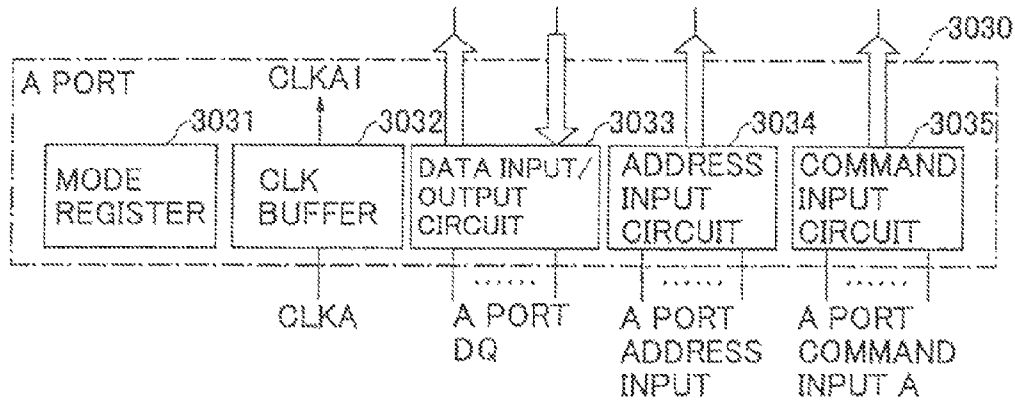 3030
A PORT
CLKA1
3031
3032
3033
3034
3035
MODE
REGISTER
CLK
BUFFER
DATA INPUT/
OUTPUT
CIRCUIT
ADDRESS
INPUT
CIRCUIT
COMMAND
INPUT
CIRCUIT
CLKA
A PORT
DQ
A PORT
ADDRESS
INPUT
A PORT
COMMAND
INPUT A